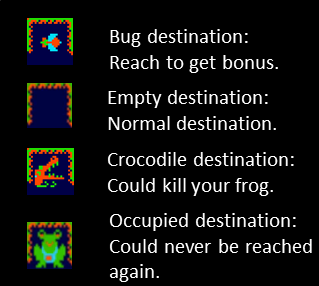 Bug destination:
Reach to get bonus.
Empty destination:
Normal destination.
Crocodile destination:
Could kill your frog.
Occupied destination:
Could never be reached
again.